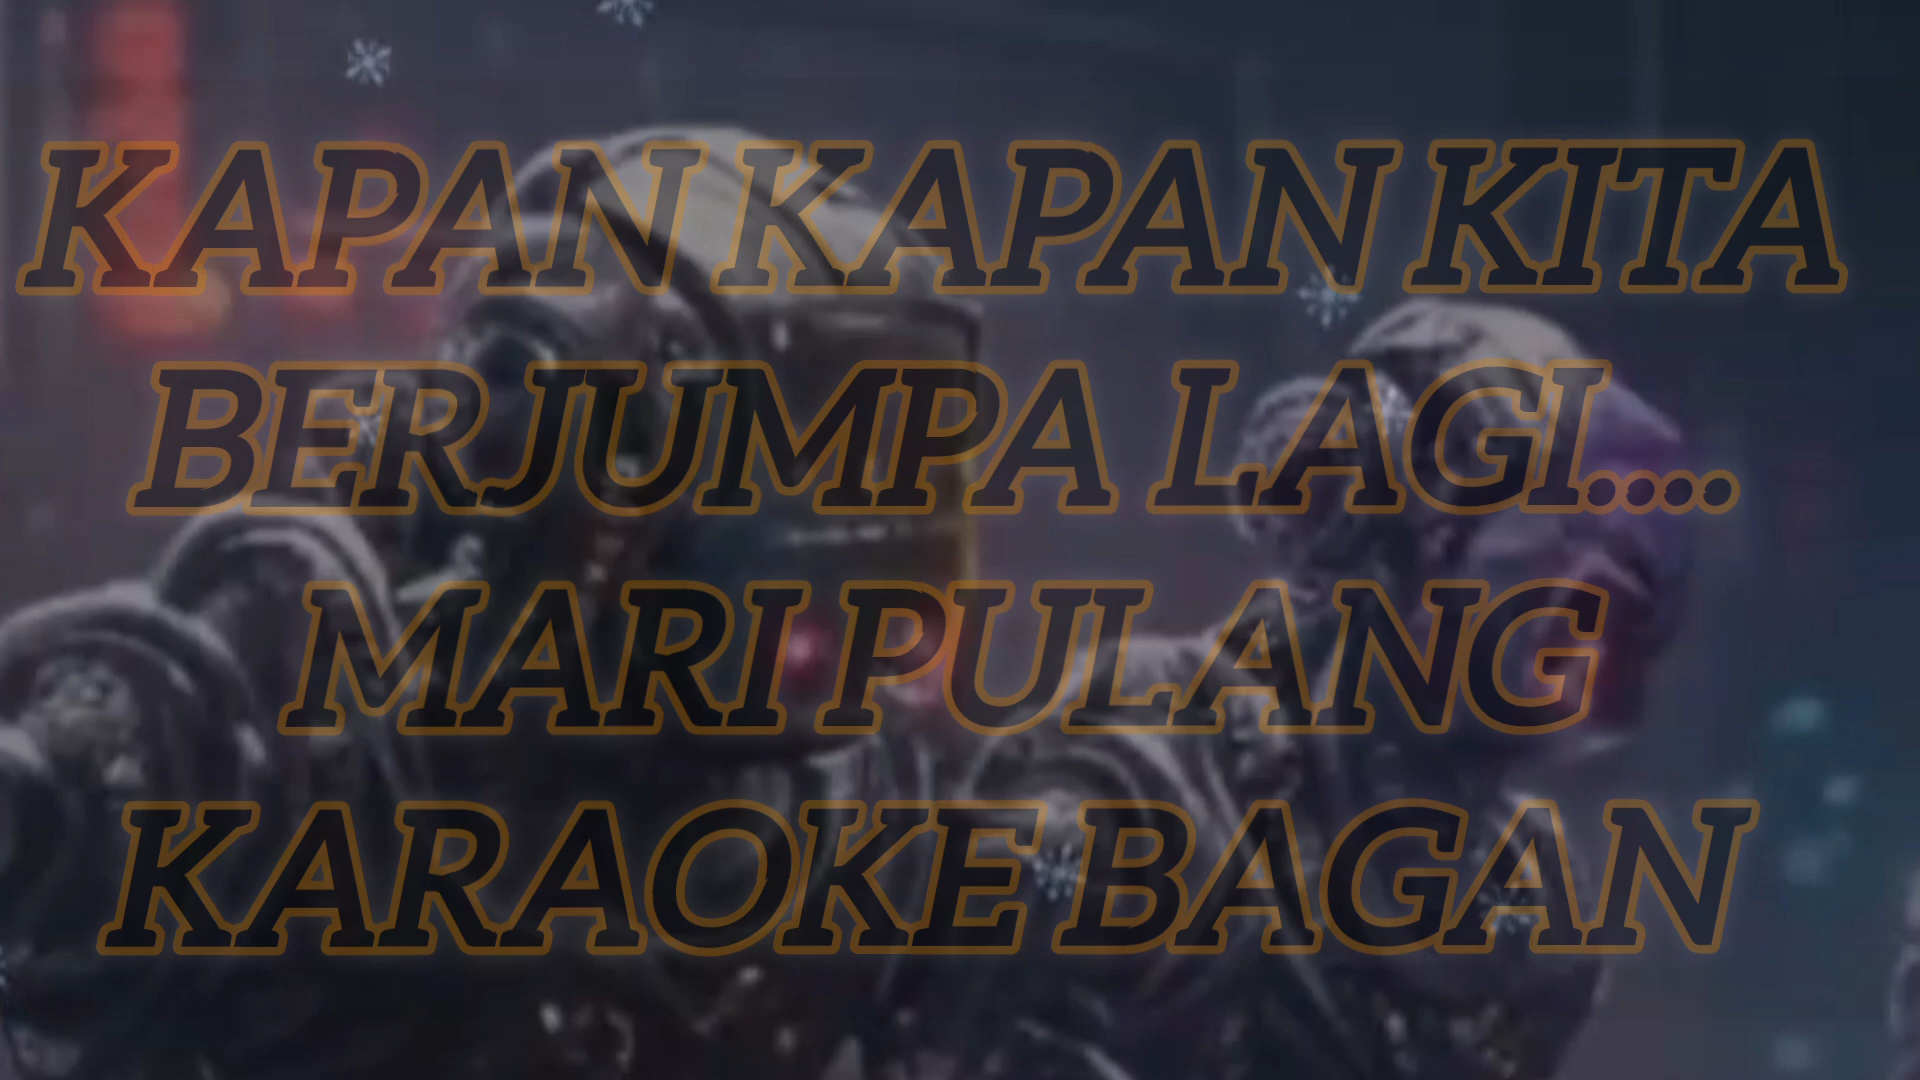 KAPAN KAPAN KITA
BERJUMPA LAGI....
MARI PULANG
KARAOKE BAGAN